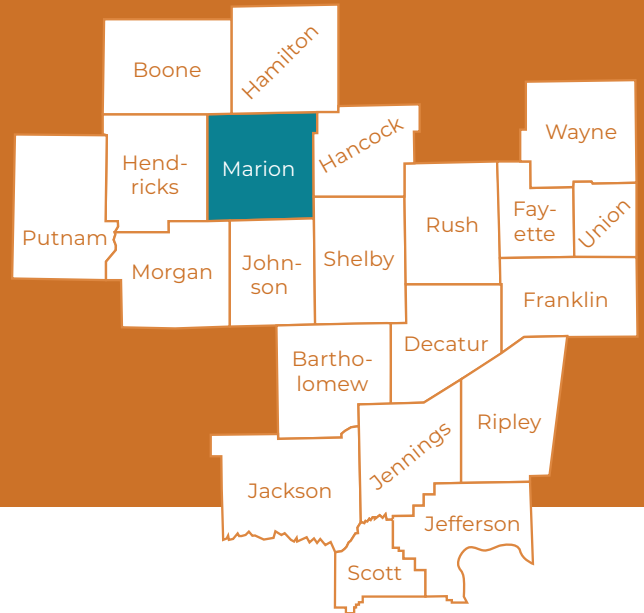 Boone
Hamilton
Wayne
Hend-
ricks
Marion
Hancock
Putnam
Morgan
John-
son
Shelby
Rush
Fay-
ette
Union
Franklin
Bartho-
lomew
Decatur
Ripley
Jennings
Jackson
Jefferson
Scott